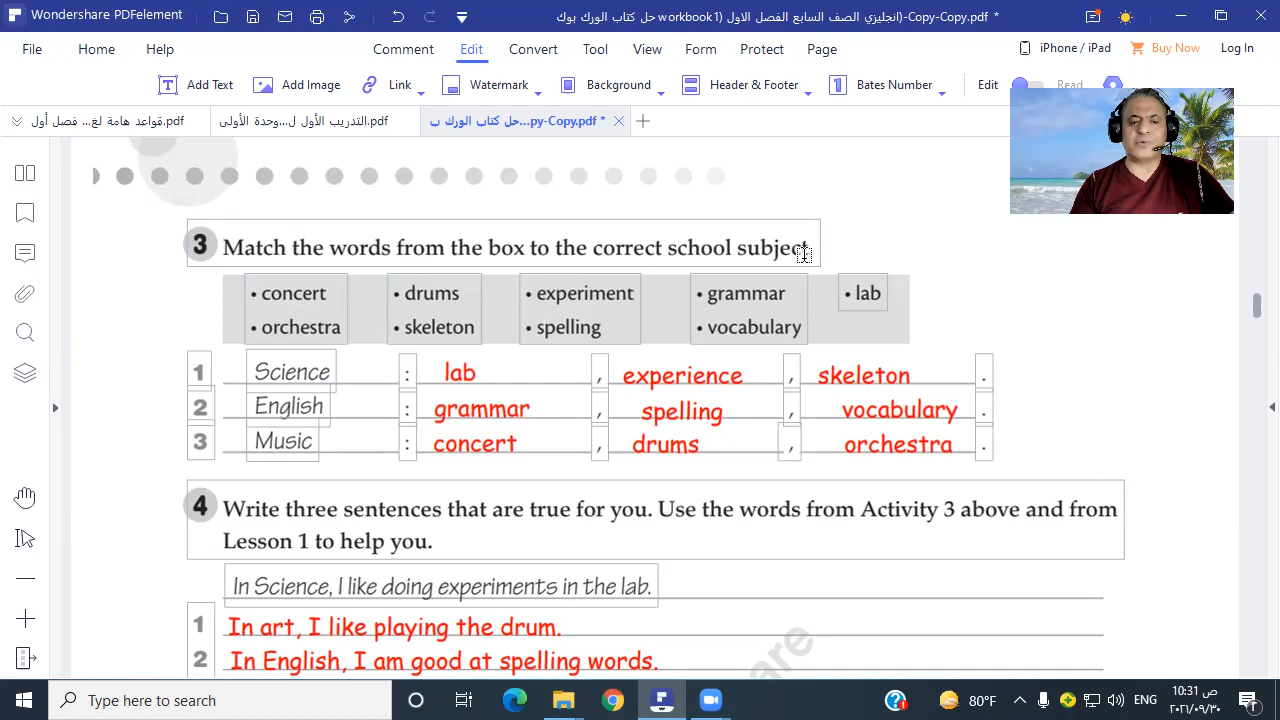 Wondershare PDFelement
حل كتاب الورك بوك (workbook1 انجليزي الصف السابع الفصل الاول)-Copy-Copy.pdf *
File Home Help Comment Edit Convert Tool View Form Protect Page iPhone / iPad Buy Now Log In
Add Text Add Image Link Watermark Background Header & Footer Bates Number Edit Read
قواعد هامة لغ... فصل أول.pdf التدريب الأول ل...وحدة الأولى.pdf حل كتاب الورك ب...py-Copy.pdf *
3 Match the words from the box to the correct school subject
• concert • drums • experiment • grammar • lab
• orchestra • skeleton • spelling • vocabulary
1 Science : lab , experience , skeleton .
2 English : grammar , spelling , vocabulary .
3 Music : concert , drums , orchestra .
4 Write three sentences that are true for you. Use the words from Activity 3 above and from
Lesson 1 to help you.
In Science, I like doing experiments in the lab.
1 In art, I like playing the drum.
2 In English, I am good at spelling words.
are
Type here to search 80°F ENG 10:31 ص
٢٠٢١/٠٩/٣٠